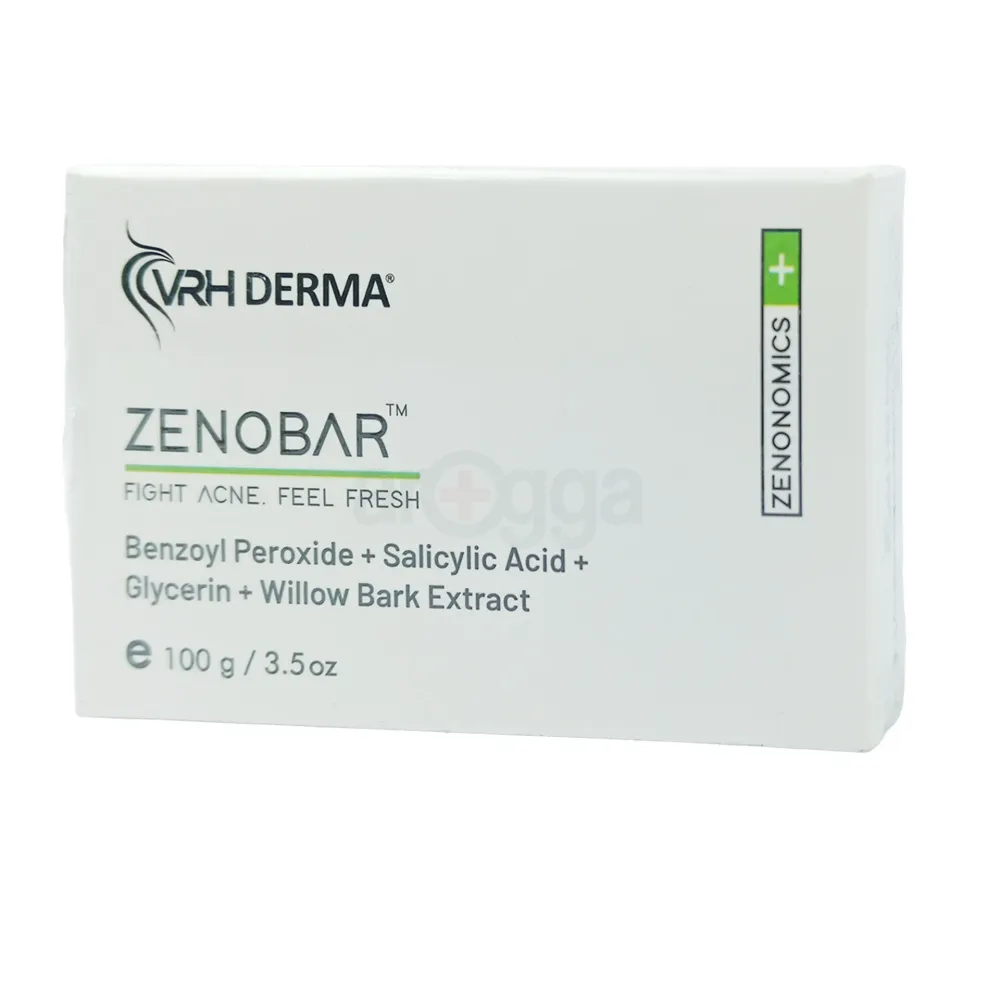 VRH DERMA®
ZENOBAR™
FIGHT ACNE. FEEL FRESH
Benzoyl Peroxide + Salicylic Acid +
Glycerin + Willow Bark Extract
℮ 100 g / 3.5 oz
ZENONOMICS +
drogga